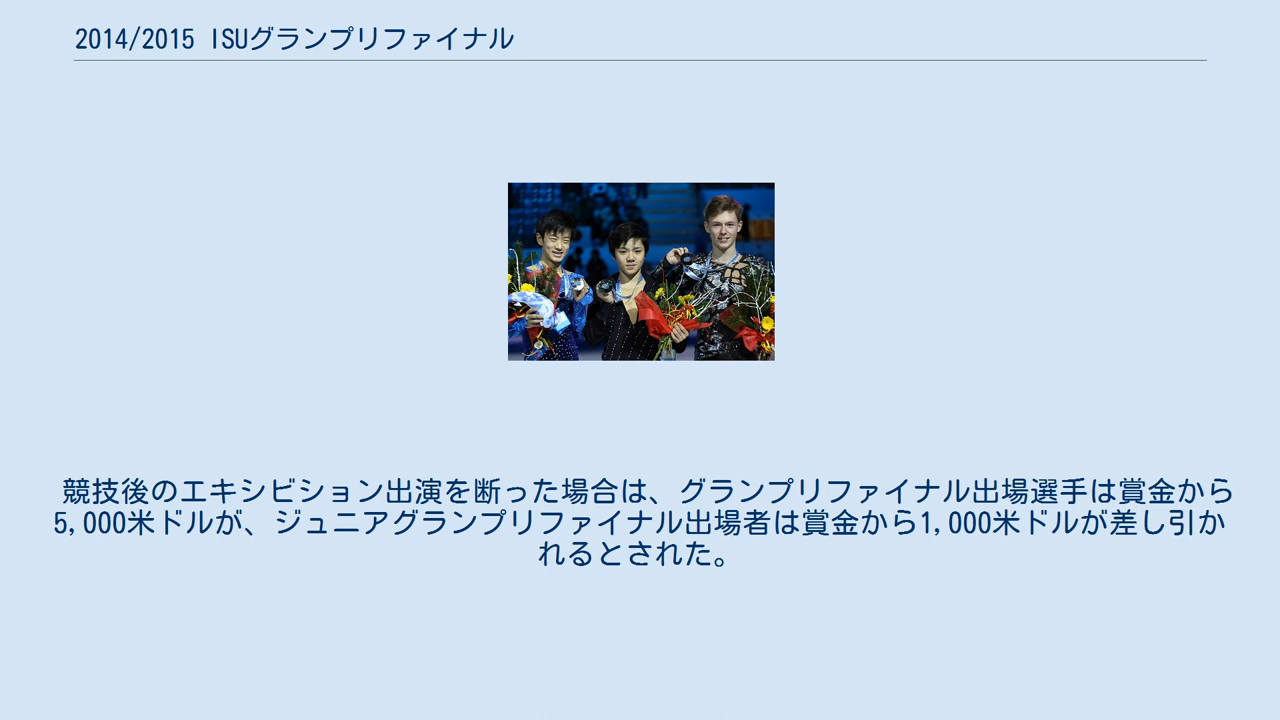 2014/2015 ISUグランプリファイナル
競技後のエキシビション出演を断った場合は、グランプリファイナル出場選手は賞金から
5,000米ドルが、ジュニアグランプリファイナル出場者は賞金から1,000米ドルが差し引か
れるとされた。